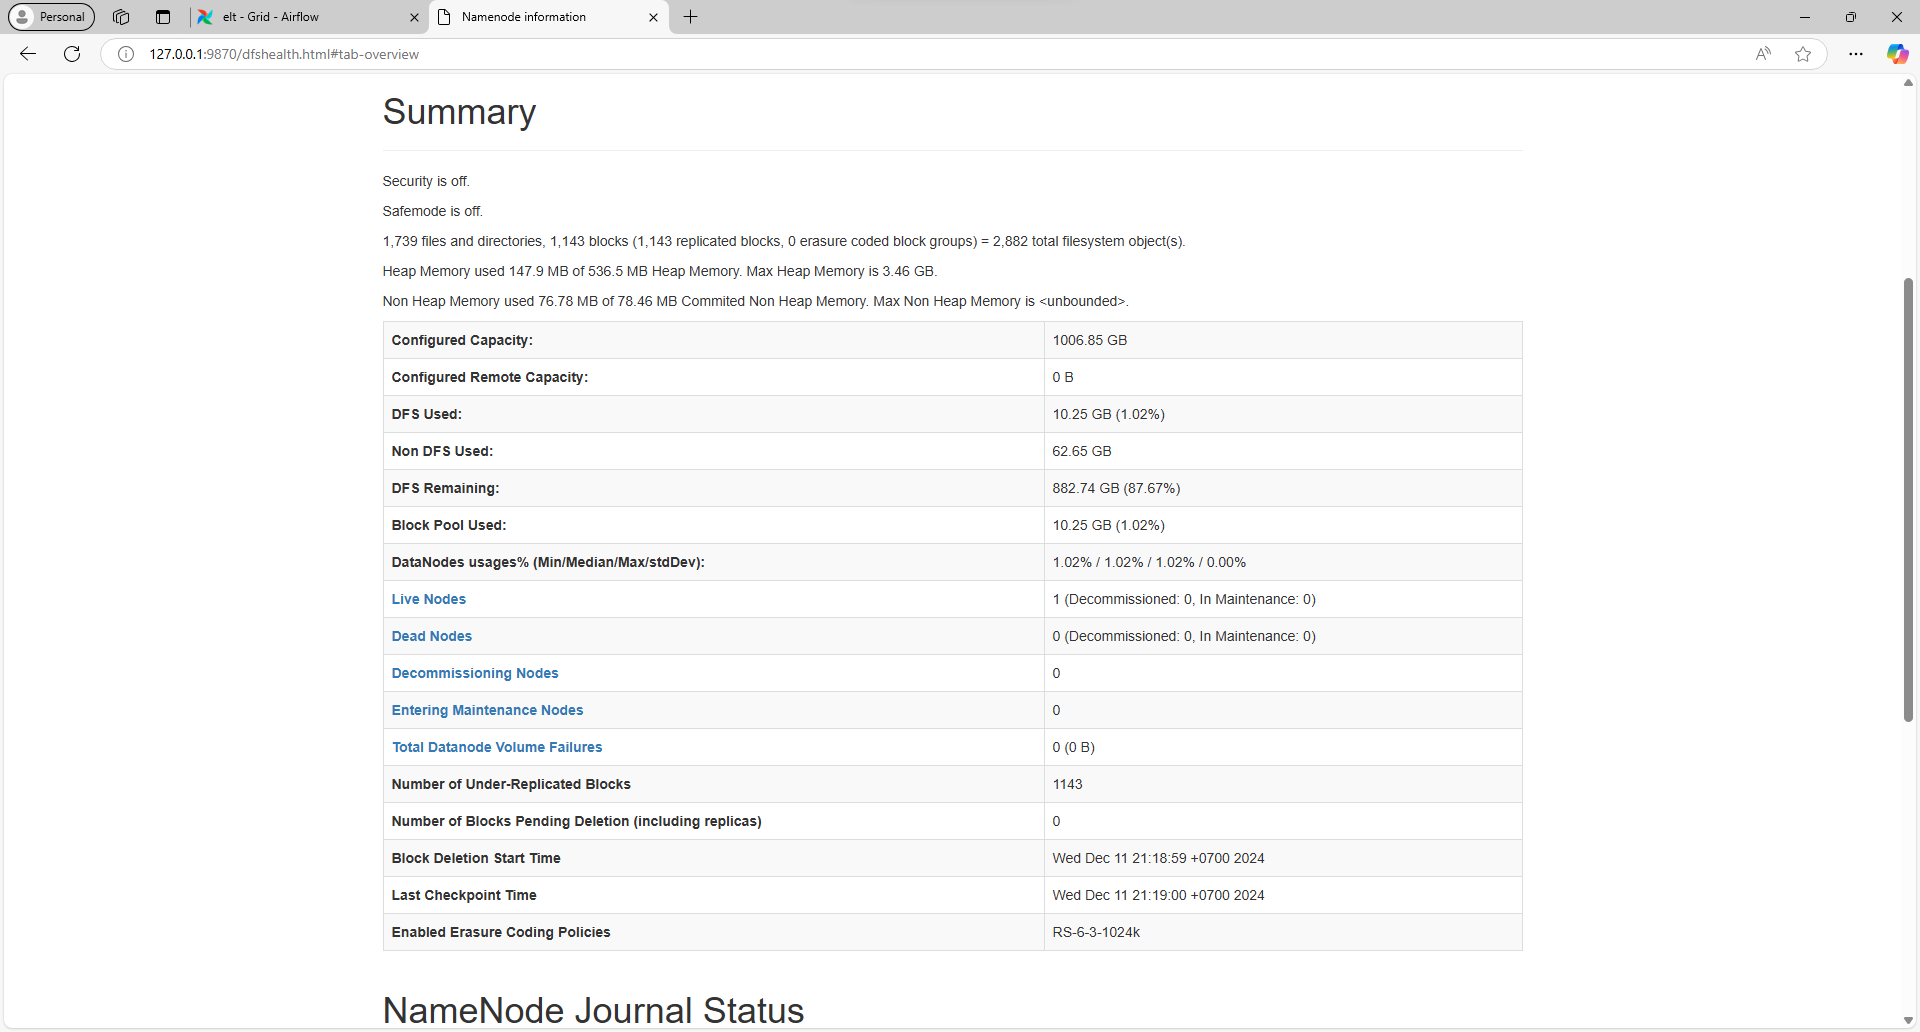 Personal
elt - Grid - Airflow
Namenode information
127.0.0.1:9870/dfshealth.html#tab-overview
Summary
Security is off.
Safemode is off.
1,739 files and directories, 1,143 blocks (1,143 replicated blocks, 0 erasure coded block groups) = 2,882 total filesystem object(s).
Heap Memory used 147.9 MB of 536.5 MB Heap Memory. Max Heap Memory is 3.46 GB.
Non Heap Memory used 76.78 MB of 78.46 MB Commited Non Heap Memory. Max Non Heap Memory is <unbounded>.
Configured Capacity: 1006.85 GB
Configured Remote Capacity: 0 B
DFS Used: 10.25 GB (1.02%)
Non DFS Used: 62.65 GB
DFS Remaining: 882.74 GB (87.67%)
Block Pool Used: 10.25 GB (1.02%)
DataNodes usages% (Min/Median/Max/stdDev): 1.02% / 1.02% / 1.02% / 0.00%
Live Nodes 1 (Decommissioned: 0, In Maintenance: 0)
Dead Nodes 0 (Decommissioned: 0, In Maintenance: 0)
Decommissioning Nodes 0
Entering Maintenance Nodes 0
Total Datanode Volume Failures 0 (0 B)
Number of Under-Replicated Blocks 1143
Number of Blocks Pending Deletion (including replicas) 0
Block Deletion Start Time Wed Dec 11 21:18:59 +0700 2024
Last Checkpoint Time Wed Dec 11 21:19:00 +0700 2024
Enabled Erasure Coding Policies RS-6-3-1024k
NameNode Journal Status